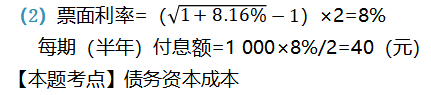 （2）票面利率=（√1+8.16%－1）×2=8%
每期（半年）付息额=1 000×8%/2=40（元）
【本题考点】债务资本成本